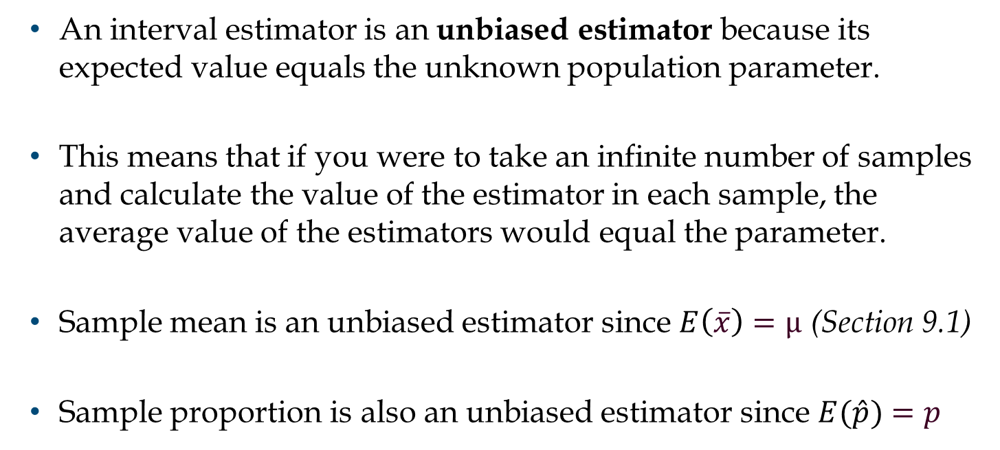 • An interval estimator is an unbiased estimator because its
expected value equals the unknown population parameter.
• This means that if you were to take an infinite number of samples
and calculate the value of the estimator in each sample, the
average value of the estimators would equal the parameter.
• Sample mean is an unbiased estimator since E(x̄) = μ (Section 9.1)
• Sample proportion is also an unbiased estimator since E(p̂) = p